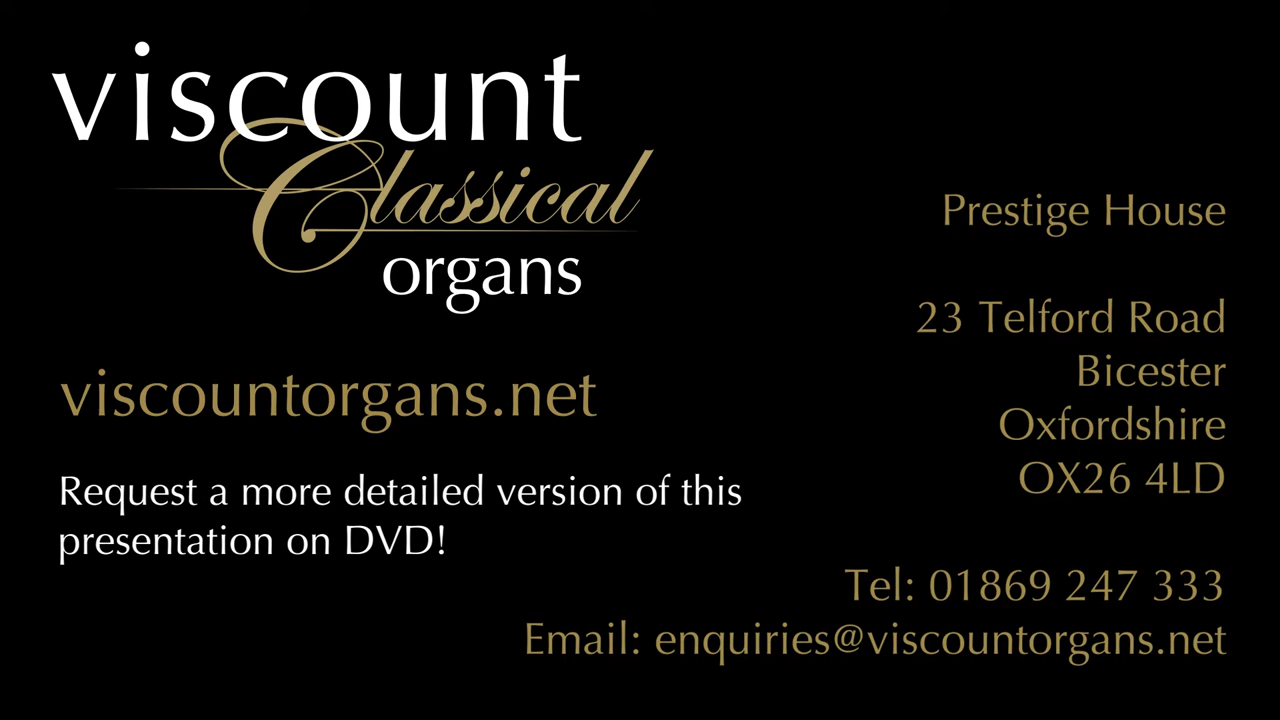 viscount
Classical
organs
viscountorgans.net
Request a more detailed version of this
presentation on DVD!
Prestige House
23 Telford Road
Bicester
Oxfordshire
OX26 4LD
Tel: 01869 247 333
Email: enquiries@viscountorgans.net